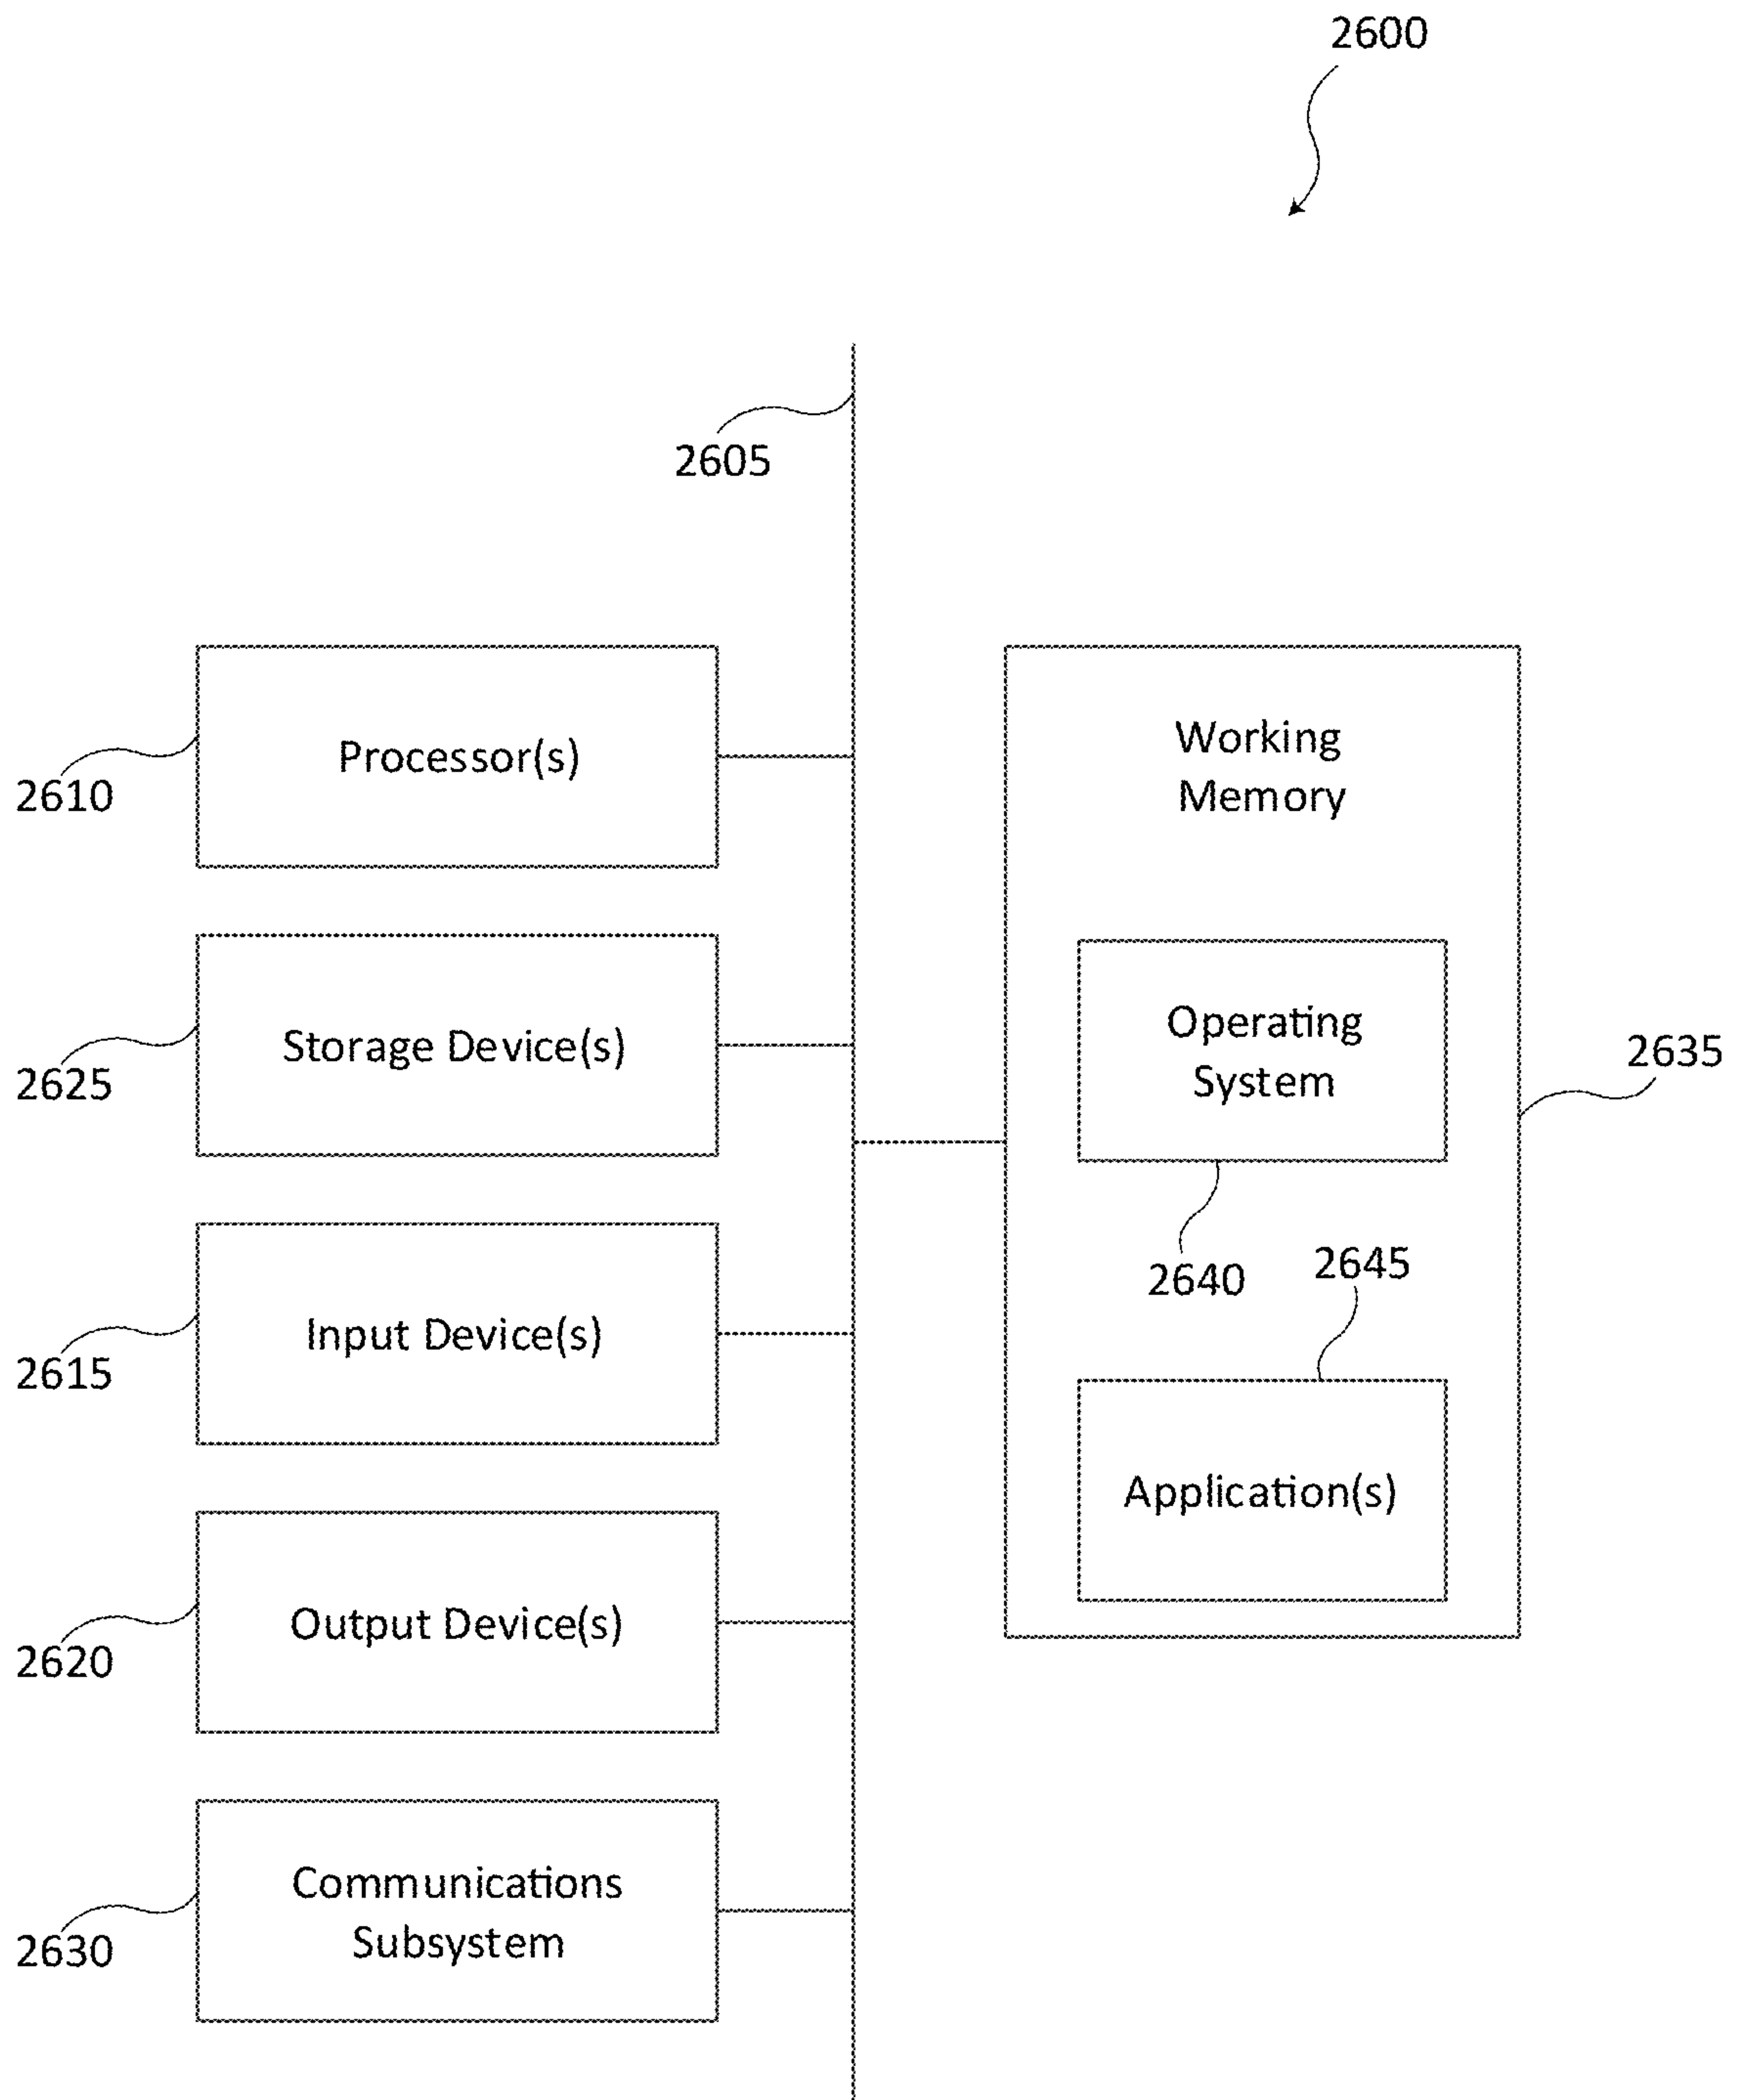 2600
2605
Processor(s)
2610
Working
Memory
Storage Device(s)
2625
Operating
System
2635
2640
2645
Input Device(s)
2615
Application(s)
Output Device(s)
2620
Communications
Subsystem
2630